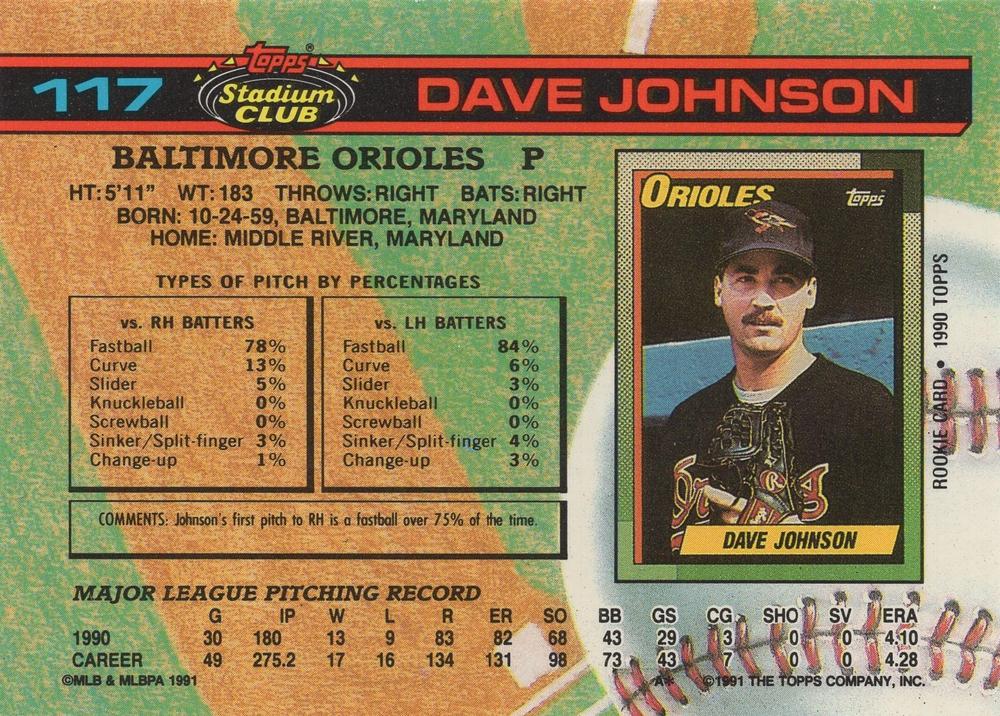 117
Topps®
Stadium
CLUB
DAVE JOHNSON
BALTIMORE ORIOLES P
HT: 5'11" WT: 183 THROWS: RIGHT BATS: RIGHT
BORN: 10-24-59, BALTIMORE, MARYLAND
HOME: MIDDLE RIVER, MARYLAND
TYPES OF PITCH BY PERCENTAGES
vs. RH BATTERS
Fastball 78%
Curve 13%
Slider 5%
Knuckleball 0%
Screwball 0%
Sinker/Split-finger 3%
Change-up 1%
vs. LH BATTERS
Fastball 84%
Curve 6%
Slider 3%
Knuckleball 0%
Screwball 0%
Sinker/Split-finger 4%
Change-up 3%
COMMENTS: Johnson's first pitch to RH is a fastball over 75% of the time.
ORIOLES
Topps
DAVE JOHNSON
ROOKIE CARD • 1990 TOPPS
MAJOR LEAGUE PITCHING RECORD
G IP W L R ER SO BB GS CG SHO SV ERA
1990 30 180 13 9 83 82 68 43 29 3 0 0 4.10
CAREER 49 275.2 17 16 134 131 98 73 43 7 0 0 4.28
©MLB & MLBPA 1991 A* ©1991 THE TOPPS COMPANY, INC.